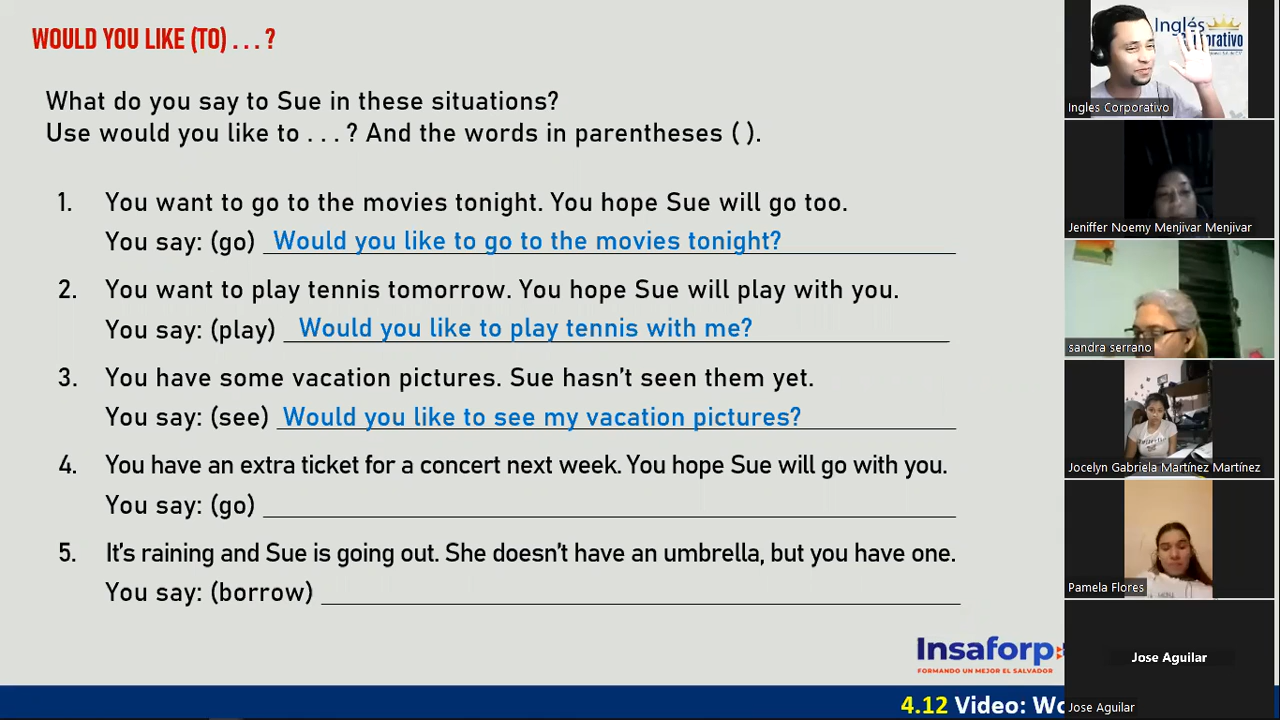 WOULD YOU LIKE (TO) . . . ?
What do you say to Sue in these situations?
Use would you like to . . . ? And the words in parentheses ( ).
1. You want to go to the movies tonight. You hope Sue will go too.
You say: (go) Would you like to go to the movies tonight?
2. You want to play tennis tomorrow. You hope Sue will play with you.
You say: (play) Would you like to play tennis with me?
3. You have some vacation pictures. Sue hasn't seen them yet.
You say: (see) Would you like to see my vacation pictures?
4. You have an extra ticket for a concert next week. You hope Sue will go with you.
You say: (go)
5. It's raining and Sue is going out. She doesn't have an umbrella, but you have one.
You say: (borrow)
Insaforp
FORMANDO UN MEJOR EL SALVADOR
4.12 Video: Wo
Inglés
Ingles Corporativo
Jeniffer Noemy Menjivar Menjivar
sandra serrano
Jocelyn Gabriela Martínez Martínez
Pamela Flores
Jose Aguilar
Jose Aguilar